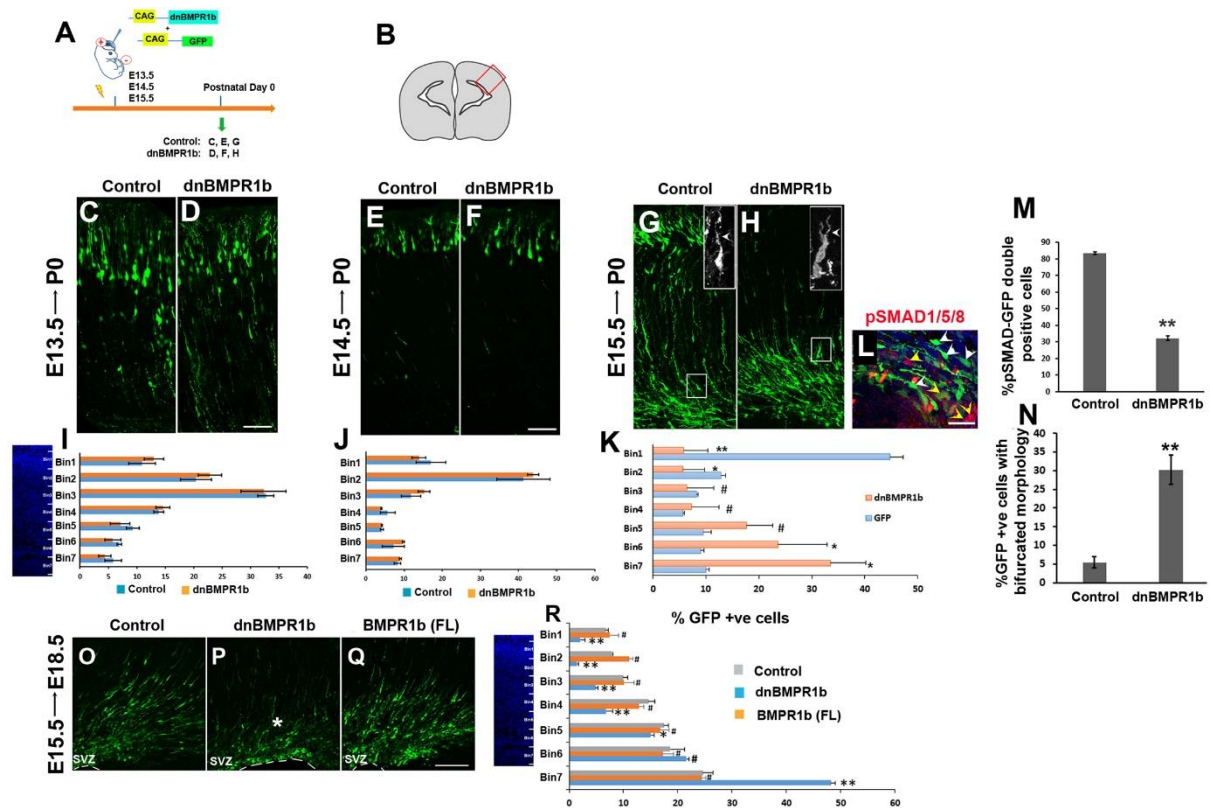 A
CAG dnBMPR1b
+
CAG GFP
+
-
E13.5
E14.5
E15.5
Postnatal Day 0
Control: C, E, G
dnBMPR1b: D, F, H
B
Control dnBMPR1b
C D
E13.5 → P0
Control dnBMPR1b
E F
E14.5 → P0
Control dnBMPR1b
G H
E15.5 → P0
pSMAD1/5/8
L
M
%pSMAD-GFP double
positive cells
90
80
70
60
50
40
30
20
10
0
**
Control dnBMPR1b
I
Bin1
Bin2
Bin3
Bin4
Bin5
Bin6
Bin7
0 5 10 15 20 25 30 35 40
Control dnBMPR1b
J
Bin1
Bin2
Bin3
Bin4
Bin5
Bin6
Bin7
0 10 20 30 40 50 60
Control dnBMPR1b
K
Bin1 **
Bin2 *
Bin3 #
Bin4 #
Bin5 #
Bin6 *
Bin7 *
dnBMPR1b
GFP
0 10 20 30 40 50
% GFP +ve cells
N
%GFP +ve cells with
bifurcated morphology
40
35
30
25
20
15
10
5
0
**
Control dnBMPR1b
Control dnBMPR1b BMPR1b (FL)
O P Q
E15.5 → E18.5
*
SVZ SVZ SVZ
R
Bin1 # **
Bin2 # **
Bin3 # **
Bin4 # **
Bin5 # *
Bin6 # #
Bin7 # **
Control
dnBMPR1b
BMPR1b (FL)
0 10 20 30 40 50 60